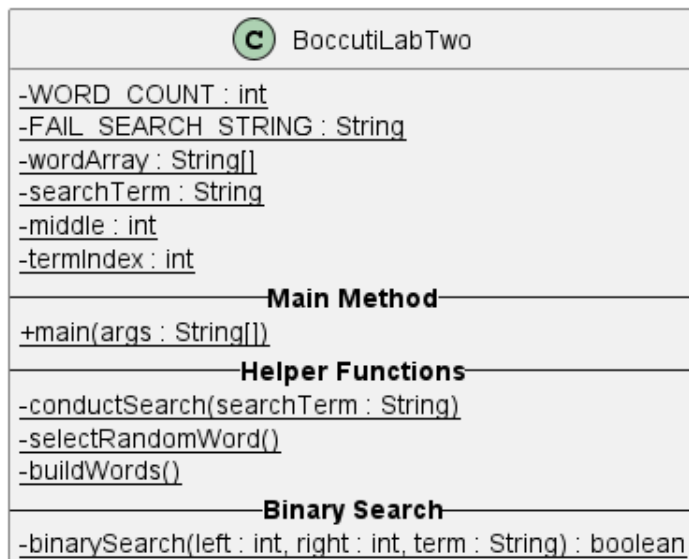 C BoccutiLabTwo
-WORD_COUNT : int
-FAIL_SEARCH_STRING : String
-wordArray : String[]
-searchTerm : String
-middle : int
-termIndex : int
Main Method
+main(args : String[])
Helper Functions
-conductSearch(searchTerm : String)
-selectRandomWord()
-buildWords()
Binary Search
-binarySearch(left : int, right : int, term : String) : boolean